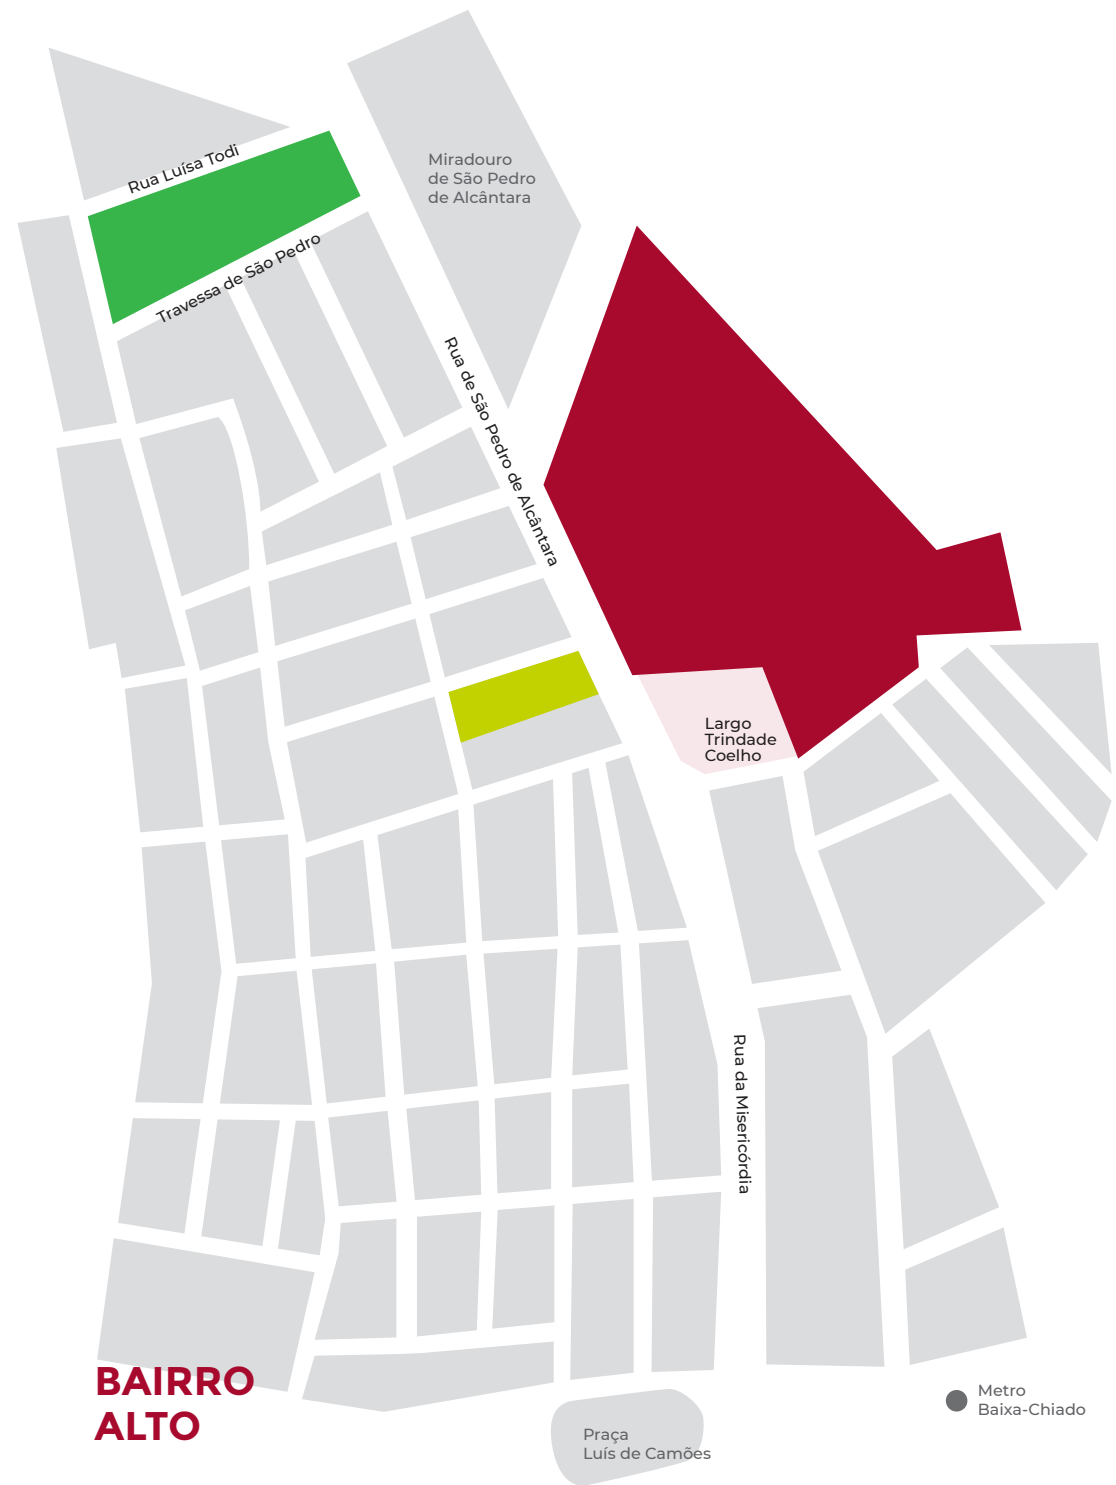 Rua Luísa Todi
Miradouro
de São Pedro
de Alcântara
Travessa de São Pedro
Rua de São Pedro de Alcântara
Largo
Trindade
Coelho
Rua da Misericórdia
BAIRRO
ALTO
Metro
Baixa-Chiado
Praça
Luís de Camões